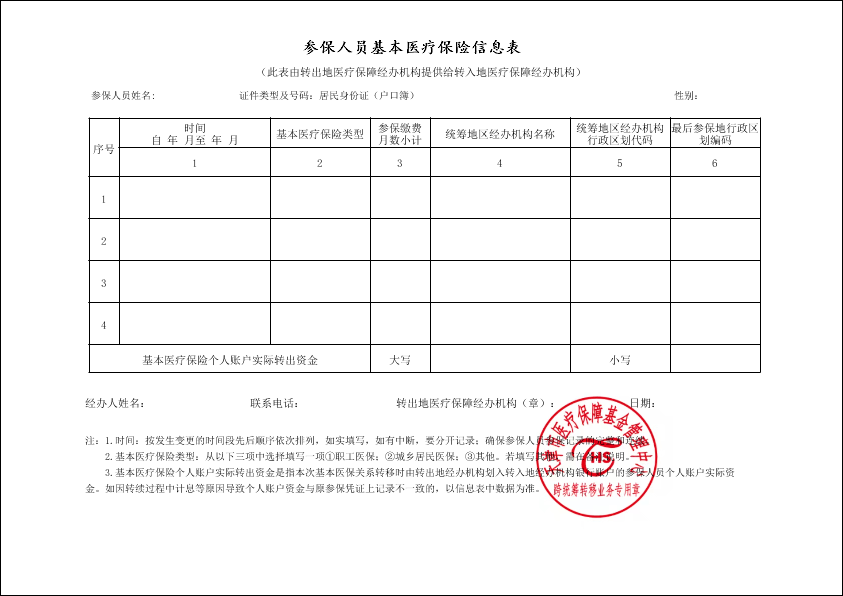 参保人员基本医疗保险信息表
（此表由转出地医疗保障经办机构提供给转入地医疗保障经办机构）
参保人员姓名: 证件类型及号码: 居民身份证（户口簿） 性别:
序号 时间 自 年 月至 年 月 基本医疗保险类型 参保缴费月数小计 统筹地区经办机构名称 统筹地区经办机构行政区划代码 最后参保地行政区划编码
1 2 3 4 5 6
1
2
3
4
基本医疗保险个人账户实际转出资金 大写 小写
经办人姓名: 联系电话: 转出地医疗保障经办机构（章）: 日期:
注: 1.时间: 按发生变更的时间段先后顺序依次排列, 如实填写, 如有中断, 要分开记录; 确保参保人员 记录的完整和连续。
2.基本医疗保险类型: 从以下三项中选择填写一项①职工医保; ②城乡居民医保; ③其他。若填写其他, 需在 说明。
3.基本医疗保险个人账户实际转出资金是指本次基本医保关系转移时由转出地经办机构划入转入地经办机构银行账户的参保人员个人账户实际资
金。如因转续过程中计息等原因导致个人账户资金与原参保凭证上记录不一致的, 以信息表中数据为准。
医疗保障基金管理中心
跨统筹转移业务专用章